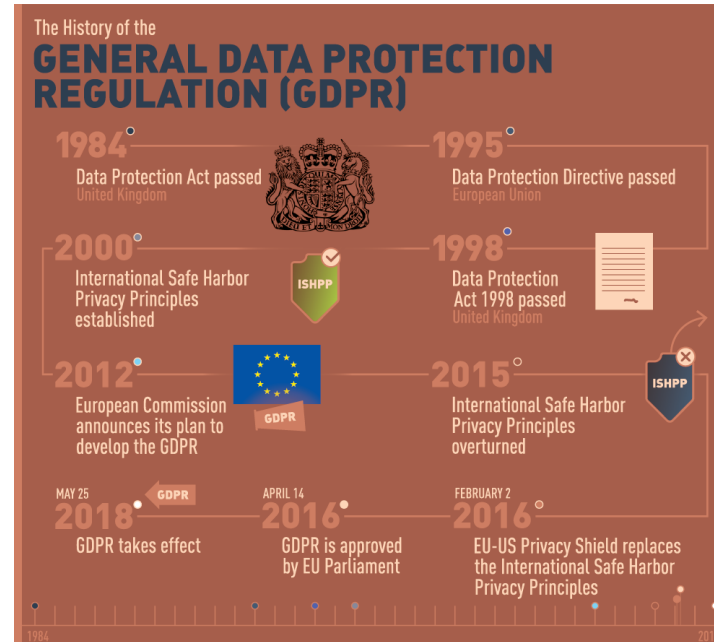 The History of the
GENERAL DATA PROTECTION
REGULATION (GDPR)
1984
Data Protection Act passed
United Kingdom
1995
Data Protection Directive passed
European Union
2000
International Safe Harbor
Privacy Principles
established
ISHPP
1998
Data Protection
Act 1998 passed
United Kingdom
2012
European Commission
announces its plan to
develop the GDPR
GDPR
2015
International Safe Harbor
Privacy Principles
overturned
ISHPP
MAY 25
2018
GDPR
GDPR takes effect
APRIL 14
2016
GDPR is approved
by EU Parliament
FEBRUARY 2
2016
EU-US Privacy Shield replaces
the International Safe Harbor
Privacy Principles
1984